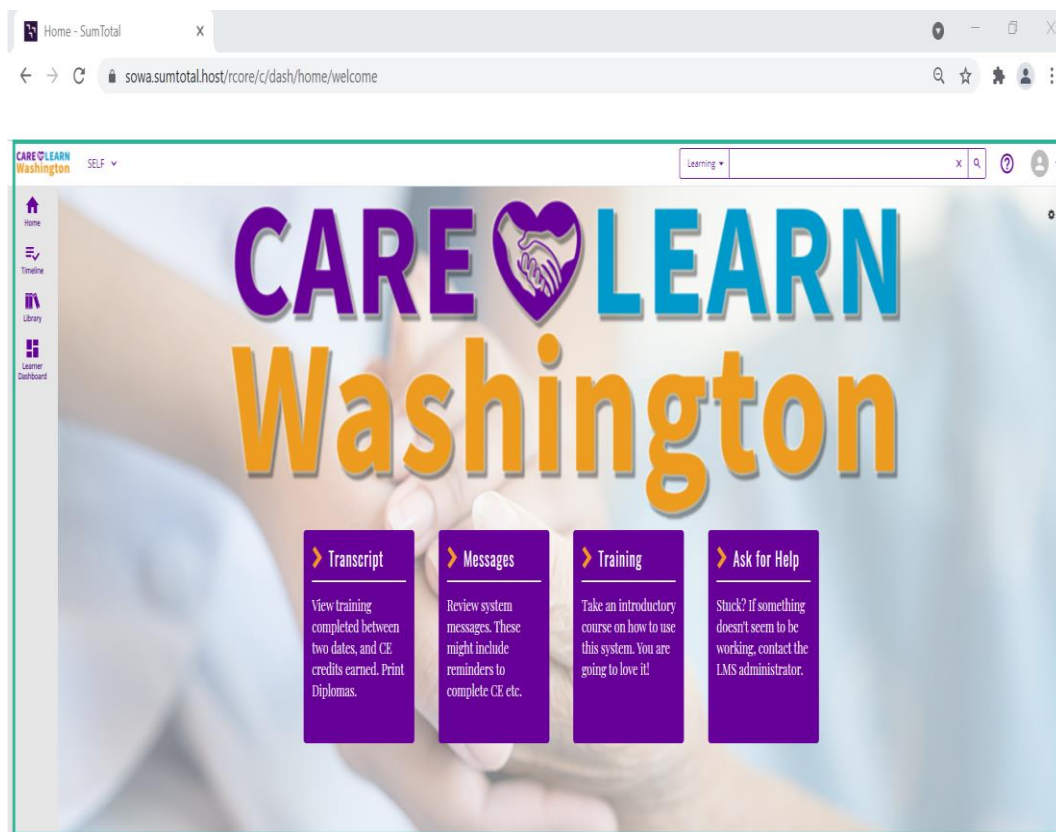 Home - SumTotal
sowa.sumtotal.host/rcore/c/dash/home/welcome
CARE LEARN
Washington
SELF
Learning
Home
Timeline
Library
Learner
Dashboard
CARE LEARN
Washington
Transcript
View training
completed between
two dates, and CE
credits earned. Print
Diplomas.
Messages
Review system
messages. These
might include
reminders to
complete CE etc.
Training
Take an introductory
course on how to use
this system. You are
going to love it!
Ask for Help
Stuck? If something
doesn't seem to be
working, contact the
LMS administrator.